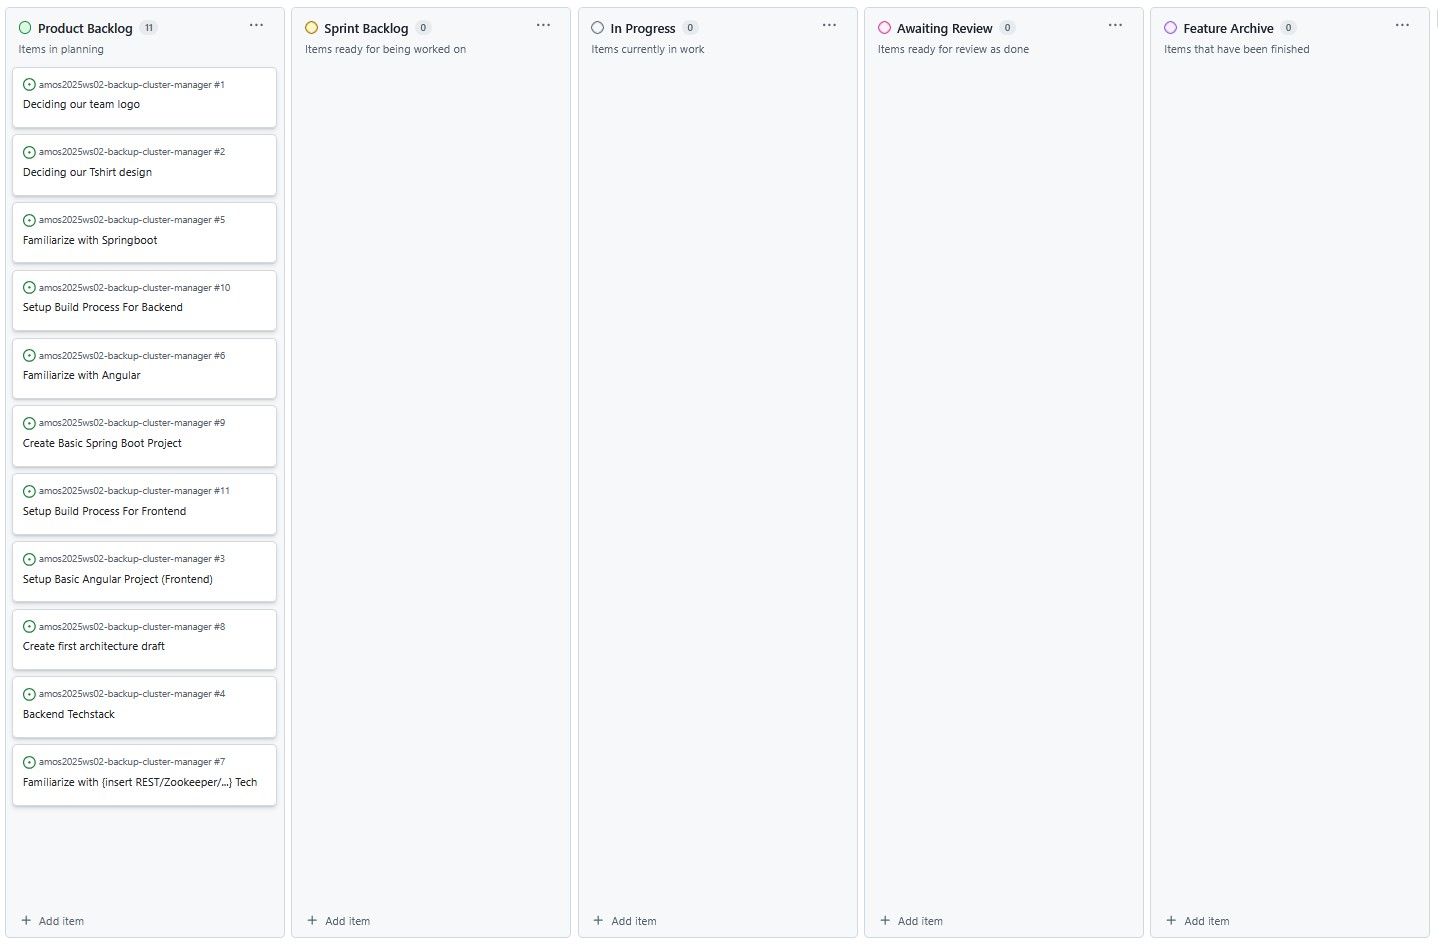 Product Backlog 11 ...
Items in planning
amos2025ws02-backup-cluster-manager #1
Deciding our team logo
amos2025ws02-backup-cluster-manager #2
Deciding our Tshirt design
amos2025ws02-backup-cluster-manager #5
Familiarize with Springboot
amos2025ws02-backup-cluster-manager #10
Setup Build Process For Backend
amos2025ws02-backup-cluster-manager #6
Familiarize with Angular
amos2025ws02-backup-cluster-manager #9
Create Basic Spring Boot Project
amos2025ws02-backup-cluster-manager #11
Setup Build Process For Frontend
amos2025ws02-backup-cluster-manager #3
Setup Basic Angular Project (Frontend)
amos2025ws02-backup-cluster-manager #8
Create first architecture draft
amos2025ws02-backup-cluster-manager #4
Backend Techstack
amos2025ws02-backup-cluster-manager #7
Familiarize with {insert REST/Zookeeper/...} Tech
+ Add item
Sprint Backlog 0 ...
Items ready for being worked on
+ Add item
In Progress 0 ...
Items currently in work
+ Add item
Awaiting Review 0 ...
Items ready for review as done
+ Add item
Feature Archive 0 ...
Items that have been finished
+ Add item